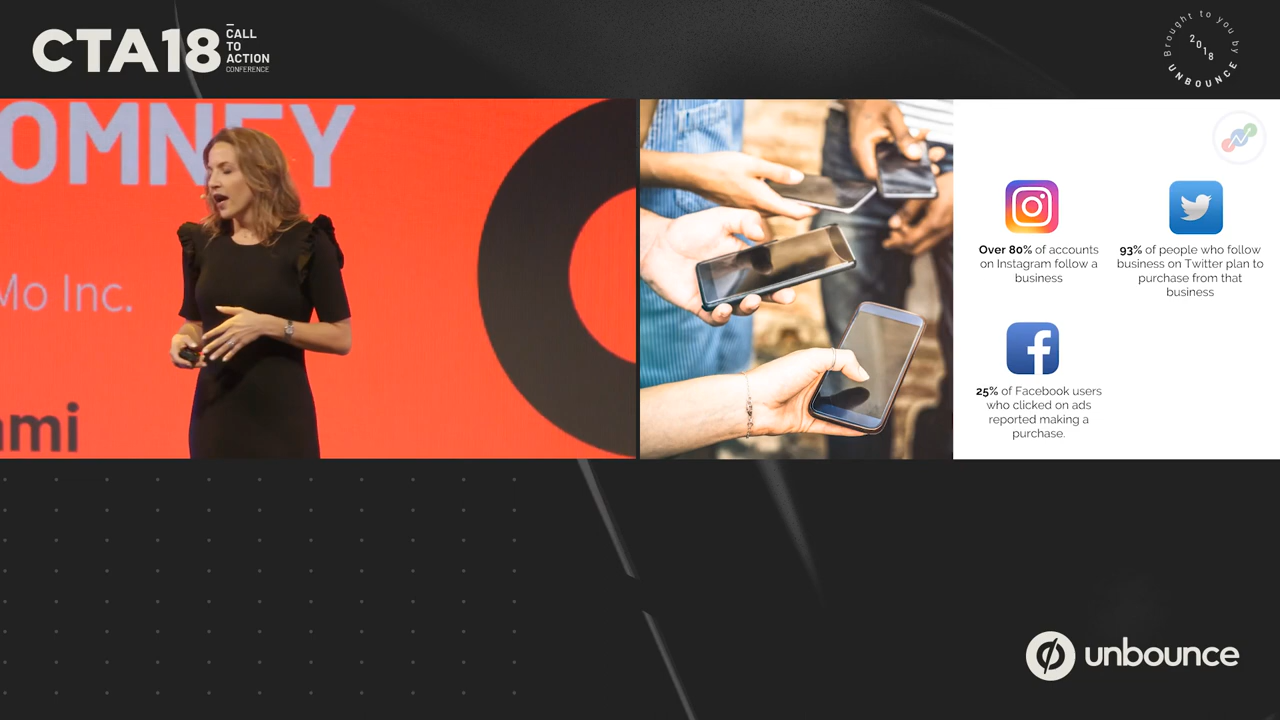 CTA18
CALL
TO
ACTION
CONFERENCE
Brought to you by
2018
UNBOUNCE
OMNEY
Mo Inc.
ami
Over 80% of accounts
on Instagram follow a
business
93% of people who follow
business on Twitter plan to
purchase from that
business
f
25% of Facebook users
who clicked on ads
reported making a
purchase.
unbounce